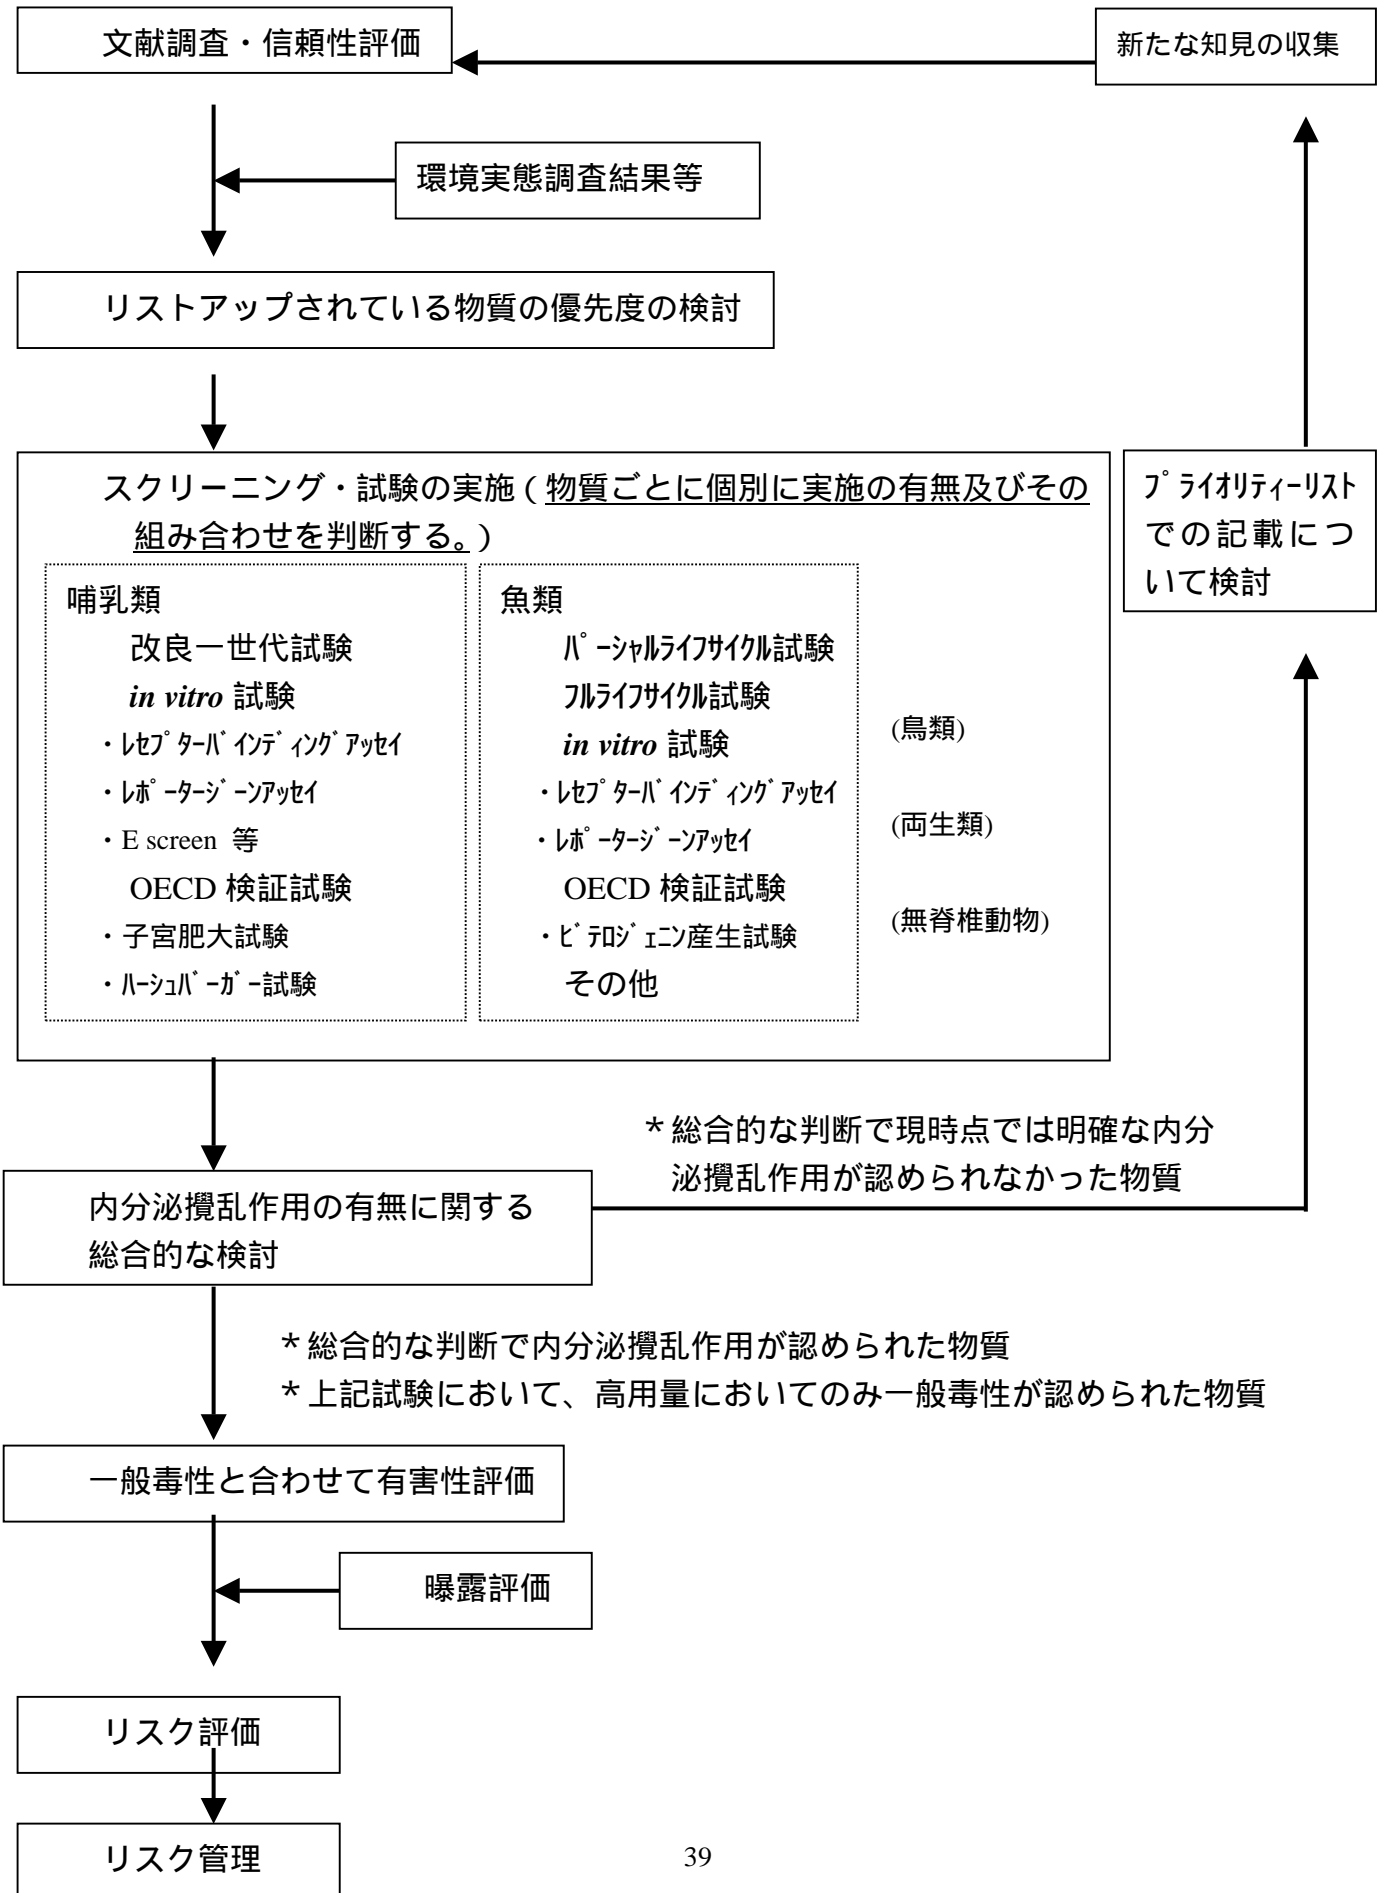 文献調査・信頼性評価
新たな知見の収集
環境実態調査結果等
リストアップされている物質の優先度の検討
スクリーニング・試験の実施(物質ごとに個別に実施の有無及びその
組み合わせを判断する。)
哺乳類
改良一世代試験
in vitro 試験
・ﾚｾﾌﾟﾀｰﾊﾞｲﾝﾃﾞｨﾝｸﾞｱｯｾｲ
・ﾚﾎﾟｰﾀｰｼﾞｰﾝｱｯｾｲ
・E screen 等
OECD 検証試験
・子宮肥大試験
・ﾊｰｼｭﾊﾞｰｶﾞｰ試験
魚類
ﾊﾟｰｼｬﾙﾗｲﾌｻｲｸﾙ試験
ﾌﾙﾗｲﾌｻｲｸﾙ試験
in vitro 試験
・ﾚｾﾌﾟﾀｰﾊﾞｲﾝﾃﾞｨﾝｸﾞｱｯｾｲ
・ﾚﾎﾟｰﾀｰｼﾞｰﾝｱｯｾｲ
OECD 検証試験
・ﾋﾞﾃﾛｼﾞｪﾆﾝ産生試験
その他
(鳥類)
(両生類)
(無脊椎動物)
ﾌﾟﾗｲｵﾘﾃｨｰﾘｽﾄ
での記載につ
いて検討
*総合的な判断で現時点では明確な内分
泌攪乱作用が認められなかった物質
内分泌攪乱作用の有無に関する
総合的な検討
*総合的な判断で内分泌攪乱作用が認められた物質
*上記試験において、高用量においてのみ一般毒性が認められた物質
一般毒性と合わせて有害性評価
曝露評価
リスク評価
リスク管理
39